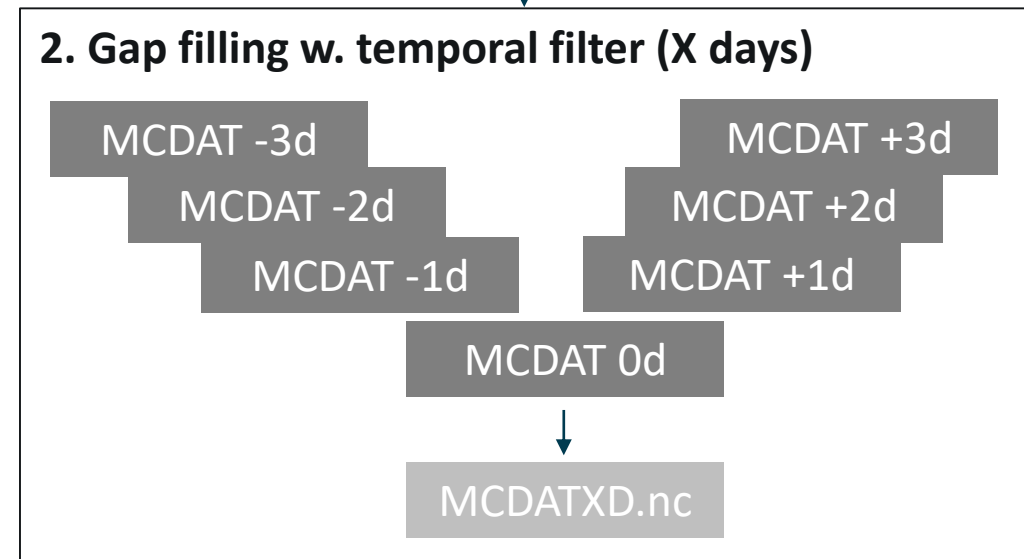 2. Gap filling w. temporal filter (X days)
MCDAT -3d
MCDAT +3d
MCDAT -2d
MCDAT +2d
MCDAT -1d
MCDAT +1d
MCDAT 0d
MCDATXD.nc